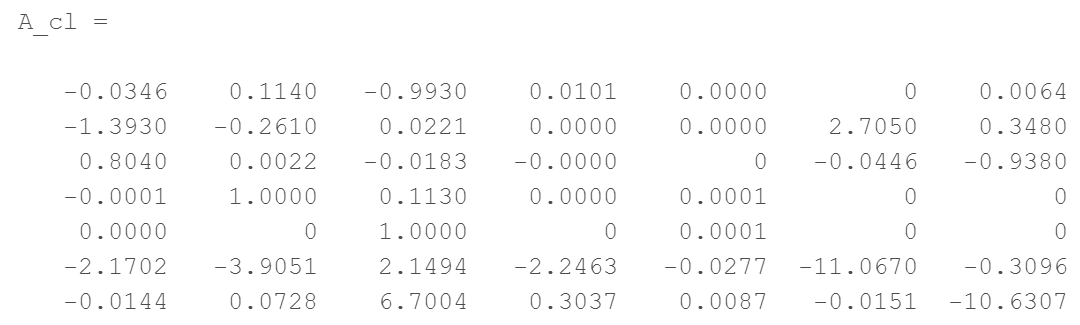 A_cl =
-0.0346 0.1140 -0.9930 0.0101 0.0000 0 0.0064
-1.3930 -0.2610 0.0221 0.0000 0.0000 2.7050 0.3480
0.8040 0.0022 -0.0183 -0.0000 0 -0.0446 -0.9380
-0.0001 1.0000 0.1130 0.0000 0.0001 0 0
0.0000 0 1.0000 0 0.0001 0 0
-2.1702 -3.9051 2.1494 -2.2463 -0.0277 -11.0670 -0.3096
-0.0144 0.0728 6.7004 0.3037 0.0087 -0.0151 -10.6307